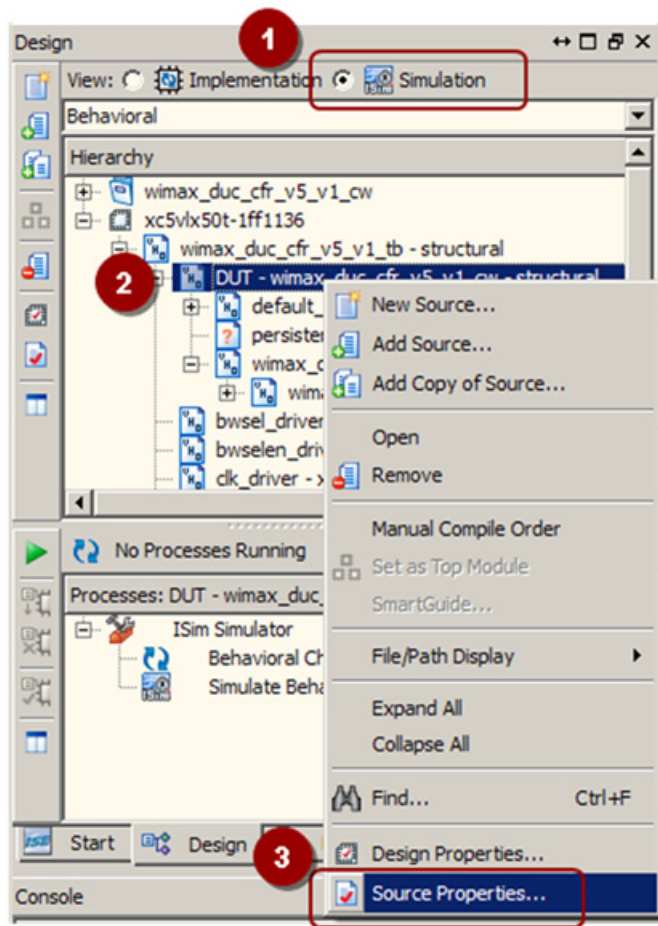 Design
1
View: Implementation Simulation
Behavioral
Hierarchy
wimax_duc_cfr_v5_v1_cw
xc5vlx50t-1ff1136
wimax_duc_cfr_v5_v1_tb - structural
2
DUT - wimax_duc_cfr_v5_v1_cw - structural
default_
persister
wimax_c
wima
bwsel_driver
bwselen_driv
clk_driver - x
New Source...
Add Source...
Add Copy of Source...
Open
Remove
Manual Compile Order
Set as Top Module
SmartGuide...
File/Path Display
Expand All
Collapse All
Find... Ctrl+F
Design Properties...
3
Source Properties...
No Processes Running
Processes: DUT - wimax_duc_
ISim Simulator
Behavioral Ch
Simulate Beha
ISE Start Design
Console